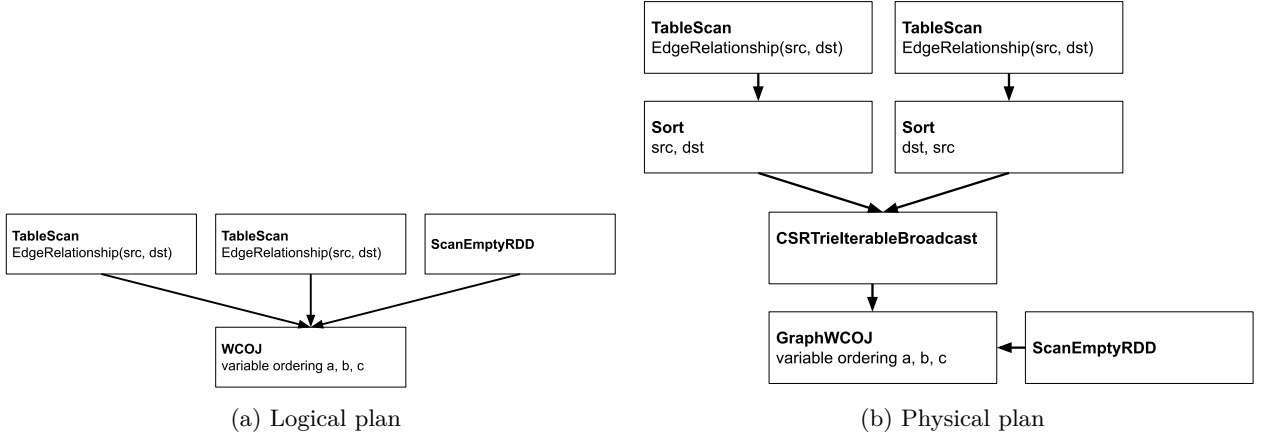 TableScan
EdgeRelationship(src, dst)
TableScan
EdgeRelationship(src, dst)
ScanEmptyRDD
WCOJ
variable ordering a, b, c
(a) Logical plan
TableScan
EdgeRelationship(src, dst)
TableScan
EdgeRelationship(src, dst)
Sort
src, dst
Sort
dst, src
CSRTrieIterableBroadcast
GraphWCOJ
variable ordering a, b, c
ScanEmptyRDD
(b) Physical plan